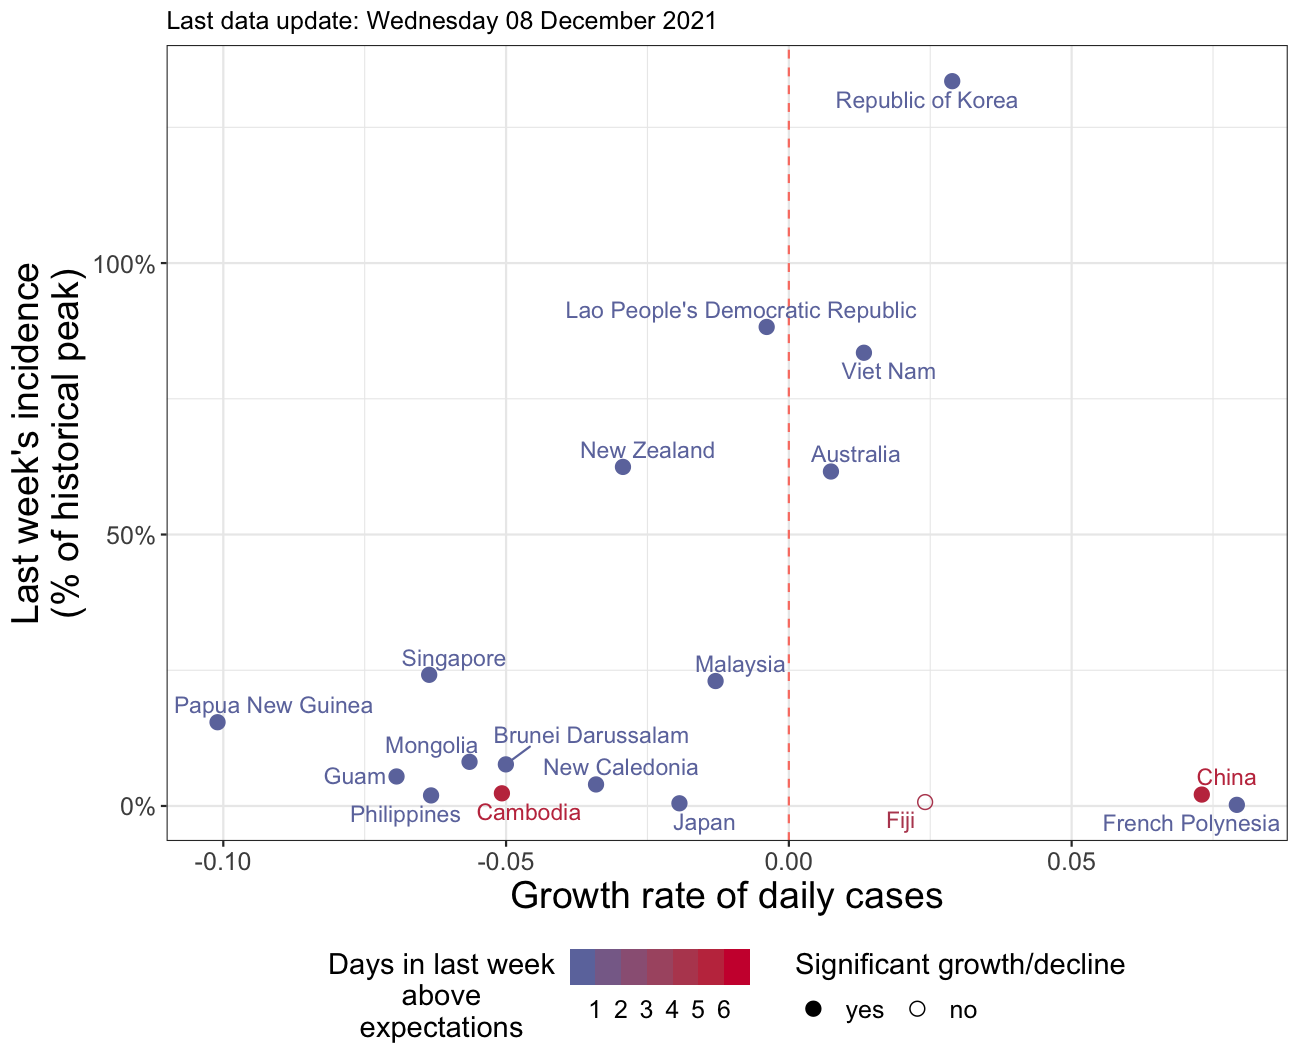 Last data update: Wednesday 08 December 2021
Republic of Korea
100%
Lao People's Democratic Republic
Viet Nam
New Zealand
Australia
50%
Last week's incidence
(% of historical peak)
Singapore
Malaysia
Papua New Guinea
Mongolia
Brunei Darussalam
Guam
New Caledonia
China
Philippines
Cambodia
Japan
Fiji
French Polynesia
0%
-0.10
-0.05
0.00
0.05
Growth rate of daily cases
Days in last week
above
expectations
1 2 3 4 5 6
Significant growth/decline
yes
no